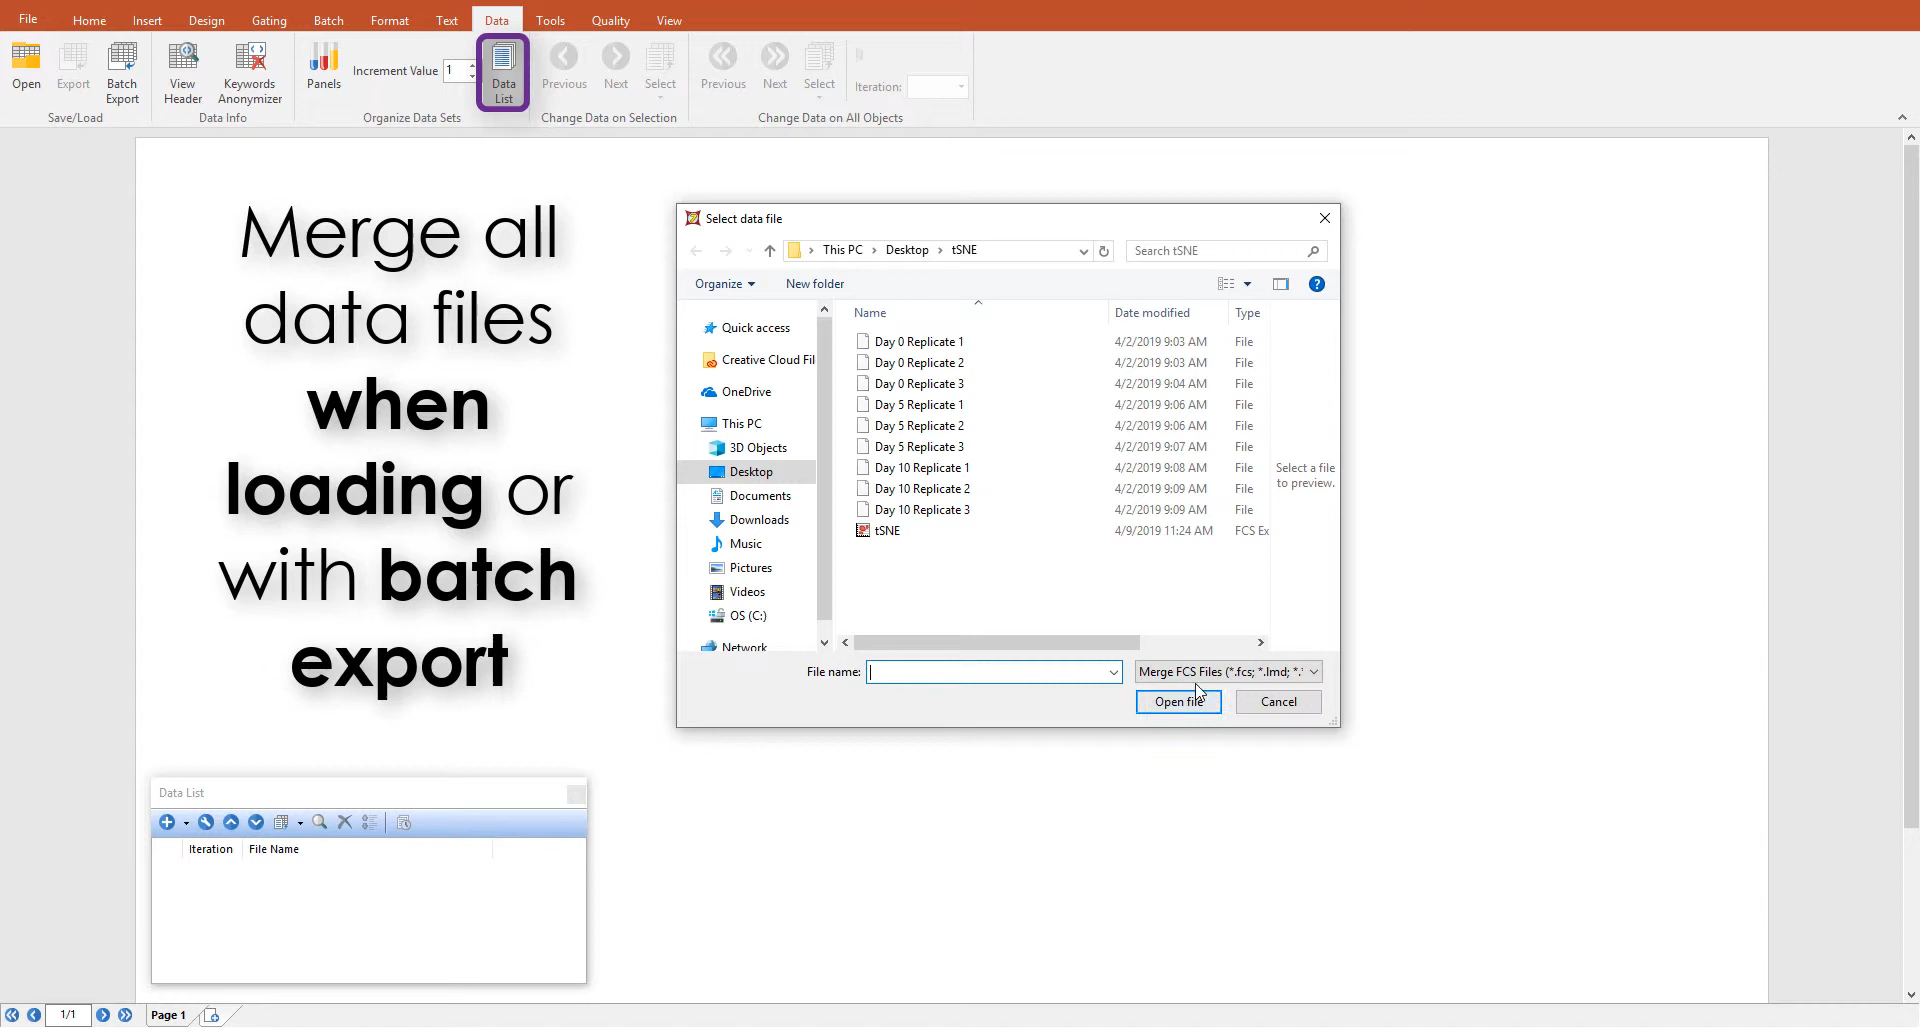 File Home Insert Design Gating Batch Format Text Data Tools Quality View
Open Export Batch Export View Header Keywords Anonymizer Panels Increment Value 1 Data List Previous Next Select Previous Next Select Iteration:
Save/Load Data Info Organize Data Sets Change Data on Selection Change Data on All Objects
Merge all
data files
when
loading or
with batch
export
Select data file
This PC › Desktop › tSNE
Search tSNE
Organize New folder
Quick access
Creative Cloud Fil
OneDrive
This PC
3D Objects
Desktop
Documents
Downloads
Music
Pictures
Videos
OS (C:)
Network
Name Date modified Type
Day 0 Replicate 1 4/2/2019 9:03 AM File
Day 0 Replicate 2 4/2/2019 9:03 AM File
Day 0 Replicate 3 4/2/2019 9:04 AM File
Day 5 Replicate 1 4/2/2019 9:06 AM File
Day 5 Replicate 2 4/2/2019 9:06 AM File
Day 5 Replicate 3 4/2/2019 9:07 AM File
Day 10 Replicate 1 4/2/2019 9:08 AM File
Day 10 Replicate 2 4/2/2019 9:09 AM File
Day 10 Replicate 3 4/2/2019 9:09 AM File
tSNE 4/9/2019 11:24 AM FCS Ex
Select a file
to preview.
File name: Merge FCS Files (*.fcs; *.lmd; *.
Open file Cancel
Data List
Iteration File Name
1/1 Page 1